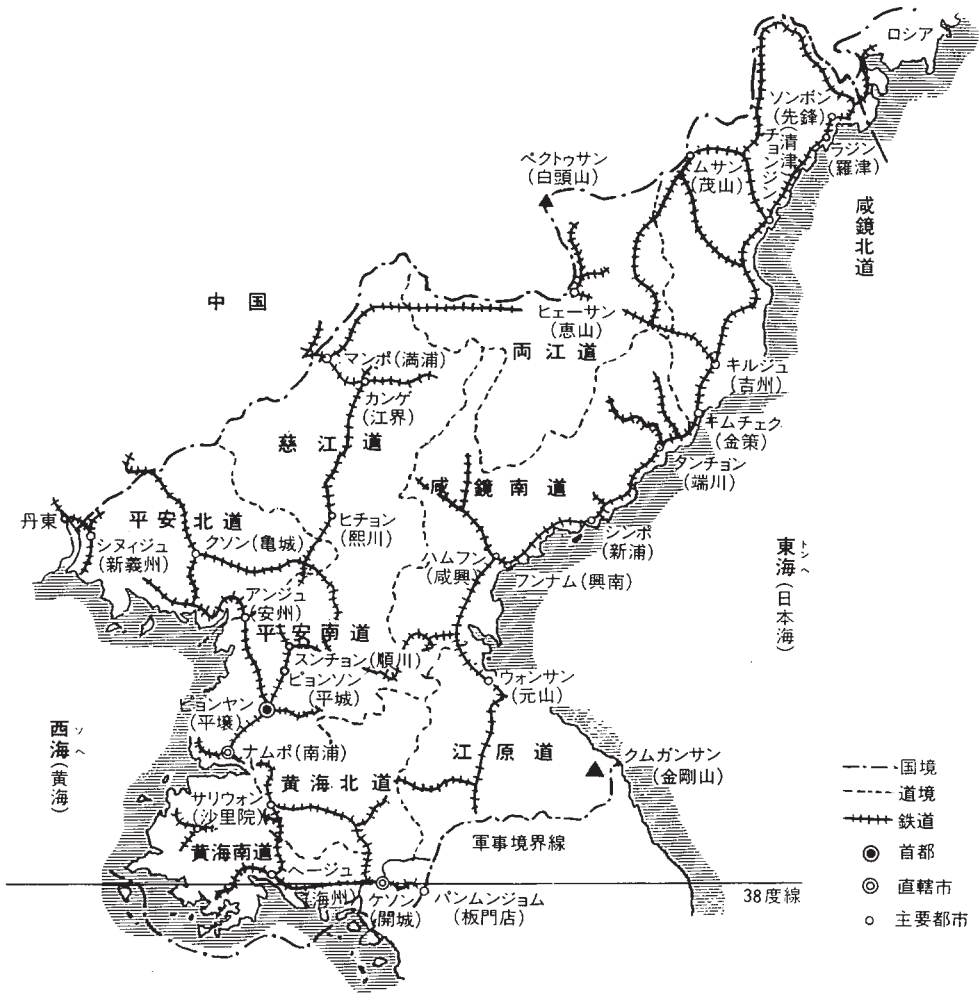 ロシア
ソンボン
(先鋒)
チョンジン
(清津)
ラジン
(羅津)
ムサン
(茂山)
ペクトゥサン
(白頭山)
咸鏡北道
中国
ヒェーサン
(恵山)
両江道
マンポ(満浦)
カンゲ
(江界)
キルジュ
(吉州)
キムチェク
(金策)
タンチョン
(端川)
慈江道
咸鏡南道
丹東
平安北道
シヌィジュ
(新義州)
クソン(亀城)
ヒチョン
(熙川)
シンポ
(新浦)
ハムフン
(咸興)
フンナム(興南)
東海(日本海)
トンヘ
アンジュ
(安州)
平安南道
スンチョン(順川)
ピョンソン
(平城)
ウォンサン
(元山)
ピョンヤン
(平壌)
西海(黄海)
ソヘ
ナムポ(南浦)
江原道
クムガンサン
(金剛山)
黄海北道
サリウォン
(沙里院)
軍事境界線
黄海南道
ヘージュ
(海州)
ケソン
(開城)
パンムンジョム
(板門店)
38度線
国境
道境
鉄道
首都
直轄市
主要都市